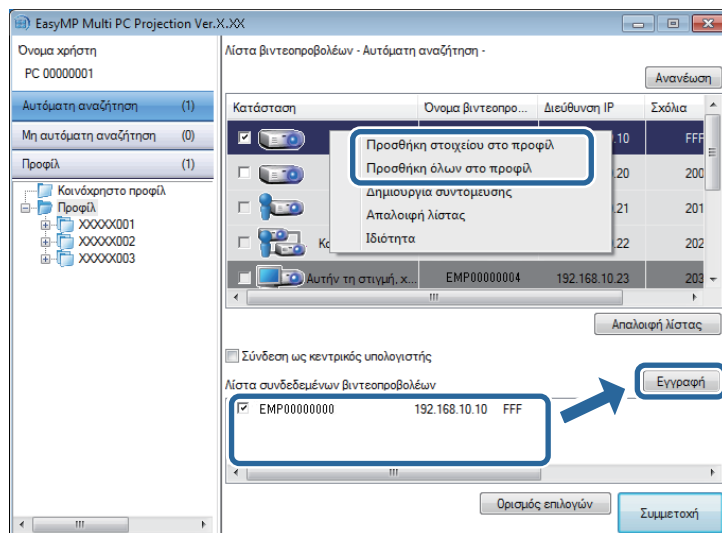 EasyMP Multi PC Projection Ver.X.XX
Όνομα χρήστη
PC 00000001
Αυτόματη αναζήτηση (1)
Μη αυτόματη αναζήτηση (0)
Προφίλ (1)
Κοινόχρηστο προφίλ
Προφίλ
XXXXX001
XXXXX002
XXXXX003
Λίστα βιντεοπροβολέων - Αυτόματη αναζήτηση -
Ανανέωση
Κατάσταση Όνομα βιντεοπρο... Διεύθυνση IP Σχόλια
.10 FFF
Προσθήκη στοιχείου στο προφίλ
Προσθήκη όλων στο προφίλ
.20 200
Δημιουργία συντόμευσης
Απαλοιφή λίστας
.21 201
Ιδιότητα
Κα .22 202
Αυτήν τη στιγμή, χ... EMP00000004 192.168.10.23 203
Απαλοιφή λίστας
Σύνδεση ως κεντρικός υπολογιστής
Λίστα συνδεδεμένων βιντεοπροβολέων
Εγγραφή
EMP00000000 192.168.10.10 FFF
Ορισμός επιλογών
Συμμετοχή